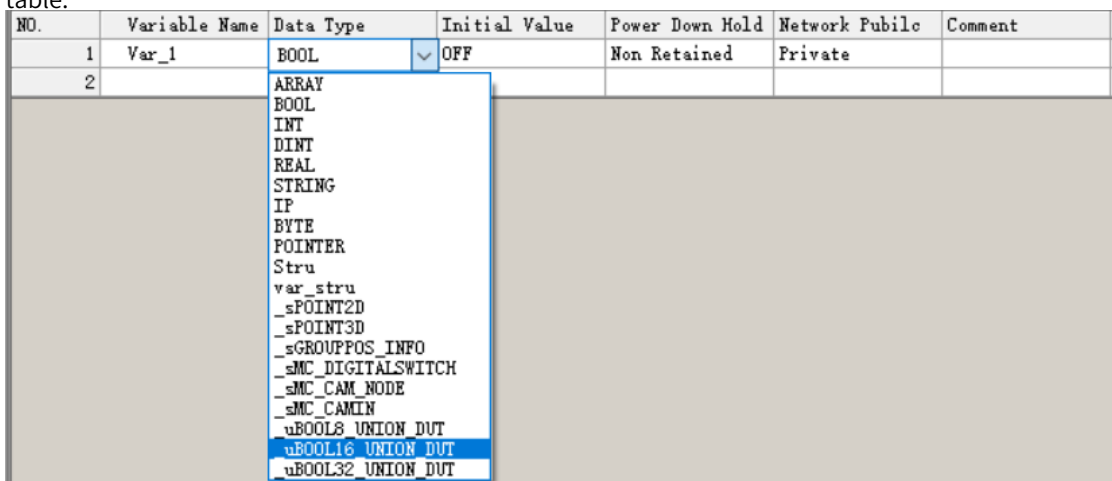 table.
NO. Variable Name Data Type Initial Value Power Down Hold Network Pubilc Comment
1 Var_1 BOOL OFF Non Retained Private
2
ARRAY
BOOL
INT
DINT
REAL
STRING
IP
BYTE
POINTER
Stru
var_stru
_sPOINT2D
_sPOINT3D
_sGROUPPOS_INFO
_sMC_DIGITALSWITCH
_sMC_CAM_NODE
_sMC_CAMIN
_uBOOL8_UNION_DUT
_uBOOL16_UNION_DUT
_uBOOL32_UNION_DUT